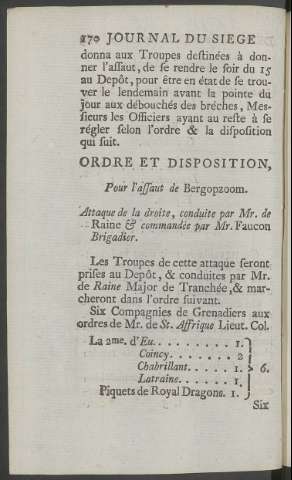 270 JOURNAL DU SIEGE
donna aux Troupes destinées à don-
ner l'assaut, de se rendre le soir du 15
au Depôt, pour être en état de se trou-
ver le lendemain avant la pointe du
jour aux débouchés des bréches, Mes-
sieurs les Officiers ayant au reste à se
régler selon l'ordre & la disposition
qui suit.
ORDRE ET DISPOSITION,
Pour l'assaut de Bergopzoom.
Attaque de la droite, conduite par Mr. de
Raine & commandée par Mr. Faucon
Brigadier.
Les Troupes de cette attaque seront
prises au Depôt, & conduites par Mr.
de Raine Major de Tranchée, & mar-
cheront dans l'ordre suivant.
Six Compagnies de Grenadiers aux
ordres de Mr. de St. Affrique Lieut. Col.
La 2me. d'Eu. . . . . . . . . 1.
Coincy. . . . . . . . 2
Chabrillant. . . . . 1. } 6.
Lorraine. . . . . . 1.
Piquets de Royal Dragons. 1.
Six